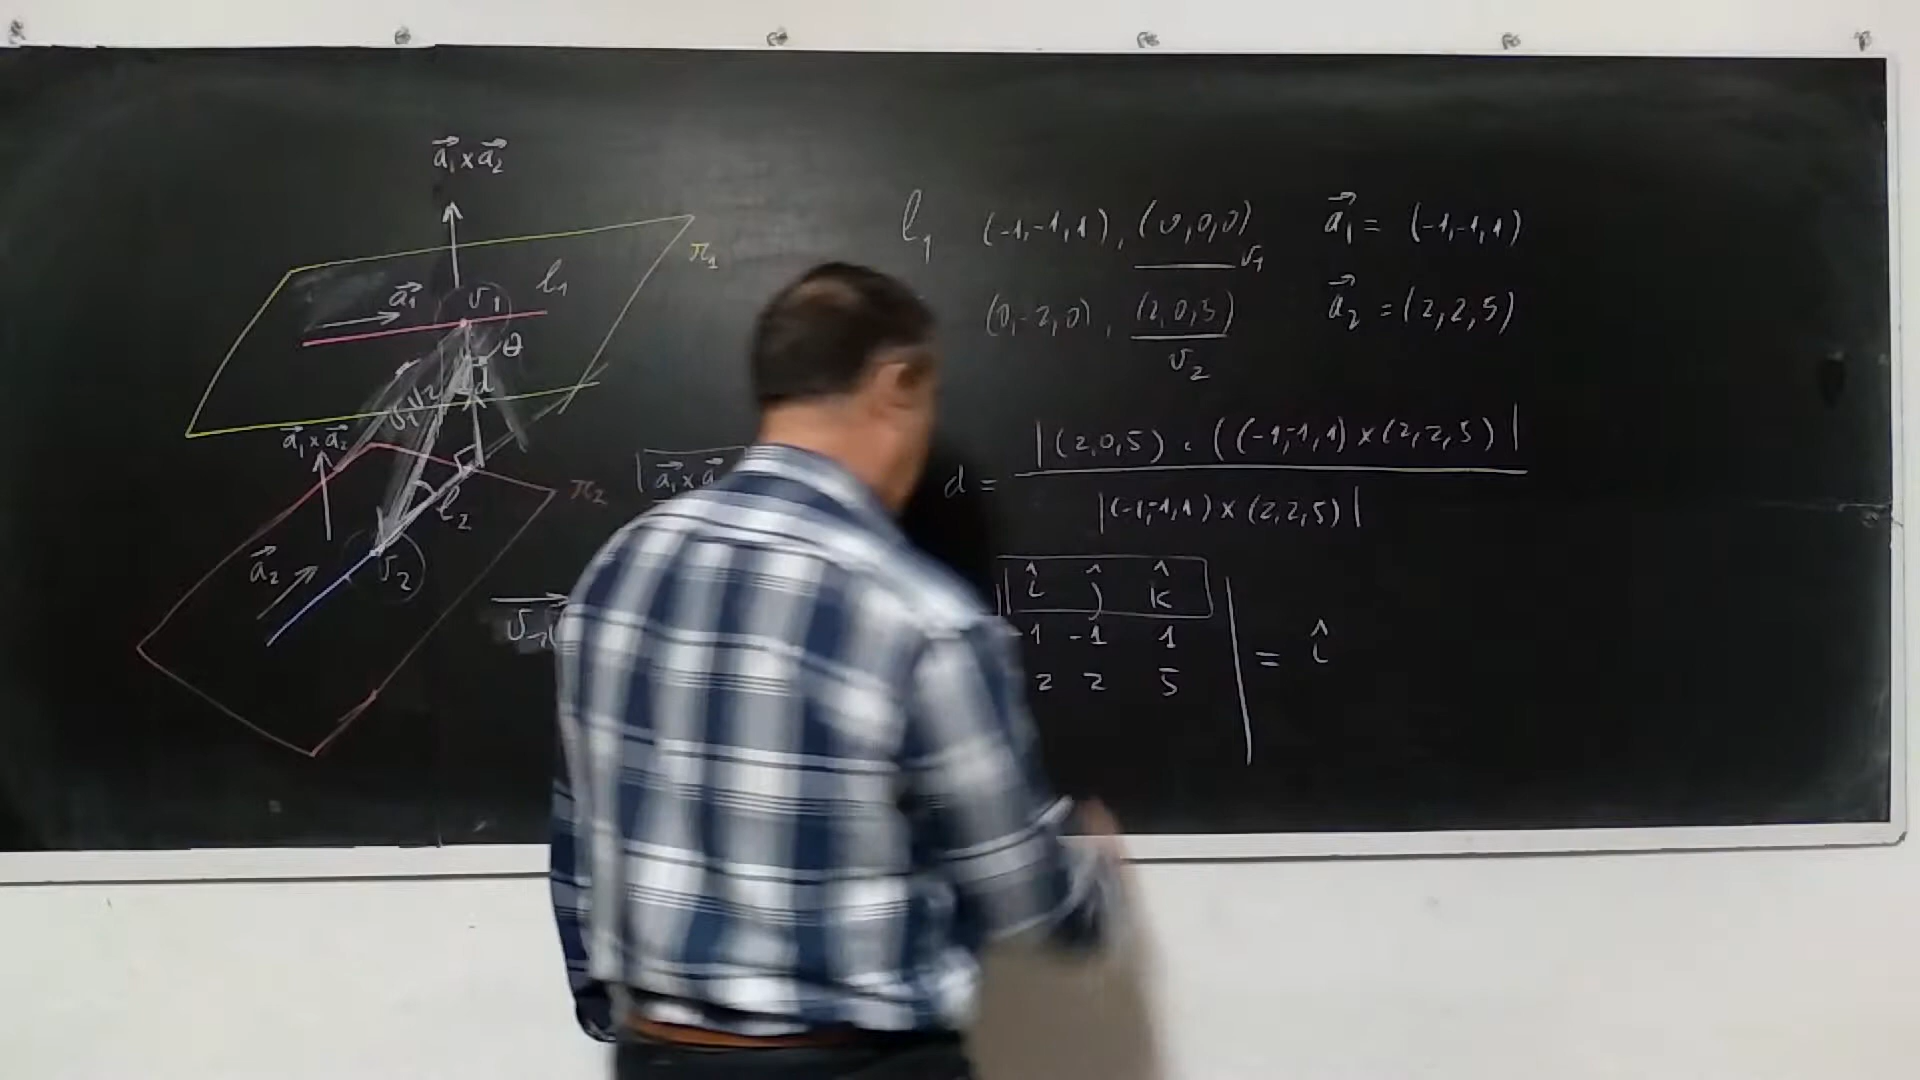 a⃗₁ x a⃗₂
π₁
a⃗₁
υ₁
l₁
θ
d
υ₁υ₂
a⃗₁ x a⃗₂
π₂
l₂
a⃗₂
υ₂
|a⃗₁ x a⃗
l₁ (-1,-1,1), (0,0,0) υ₁ a⃗₁ = (-1,-1,1)
(0,-2,0), (2,0,5) a⃗₂ = (2,2,5)
υ₂
d = |(2,0,5) · ((-1,-1,1) x (2,2,5)|
|(-1,-1,1) x (2,2,5)|
î ĵ k̂
-1 -1 1
2 2 5
= î